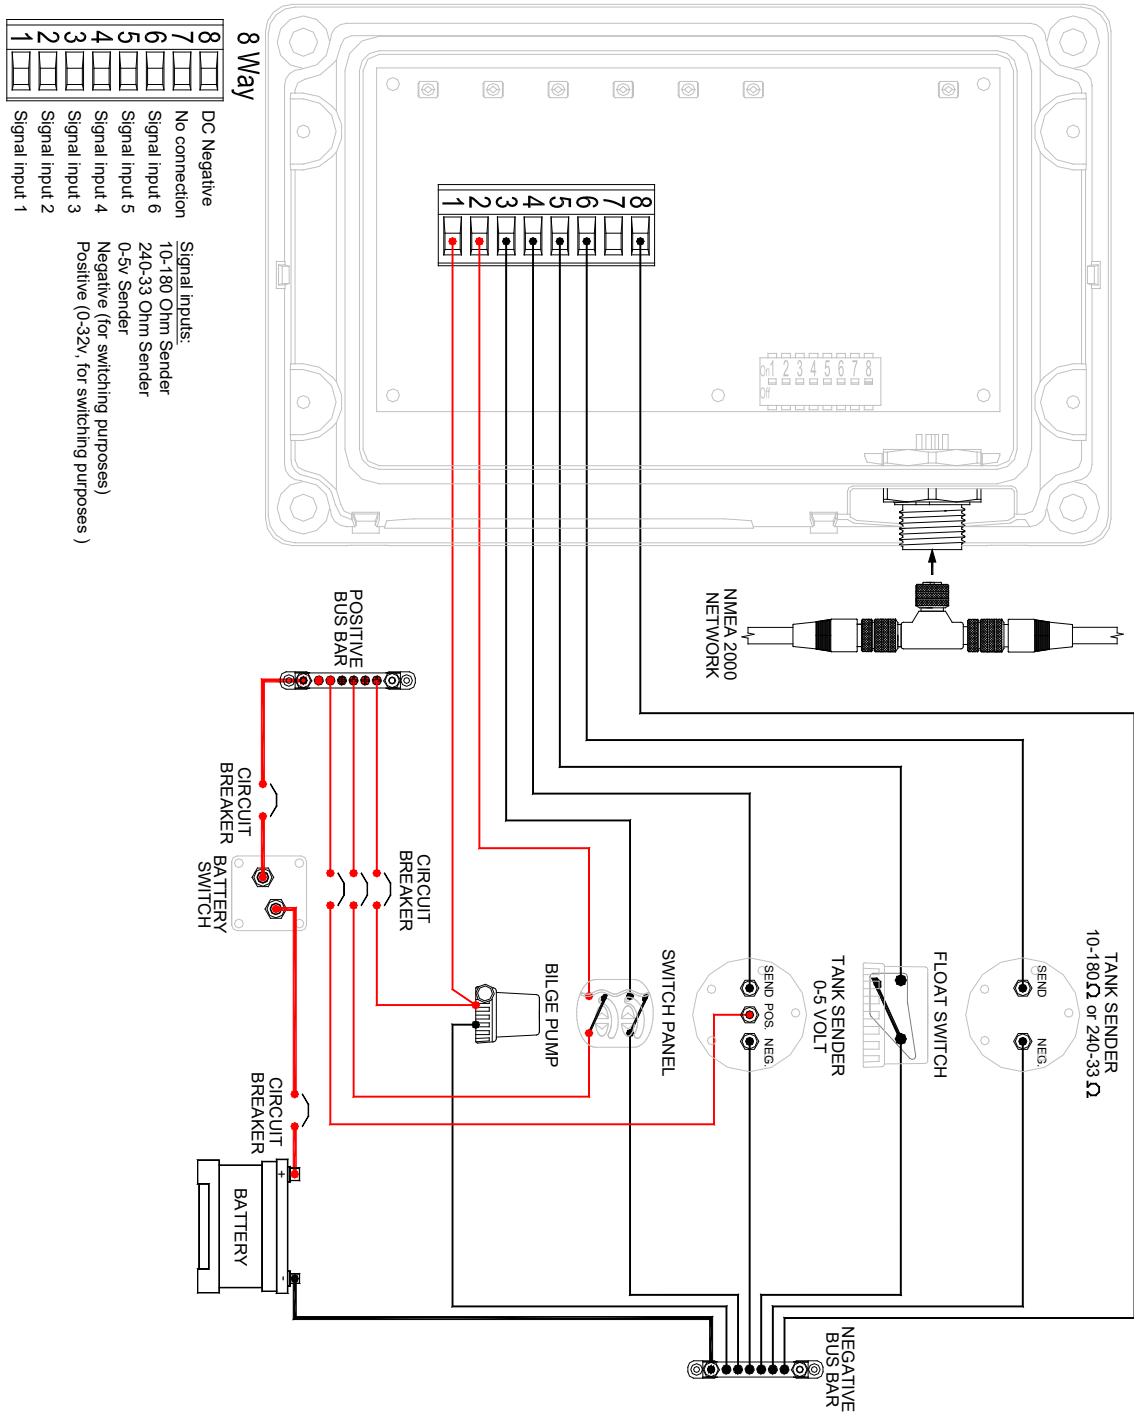 8 Way
8
7
6
5
4
3
2
1
DC Negative
No connection
Signal input 6
Signal input 5
Signal input 4
Signal input 3
Signal input 2
Signal input 1
Signal inputs:
10-180 Ohm Sender
240-33 Ohm Sender
0-5v Sender
Negative (for switching purposes)
Positive (0-32v, for switching purposes )
1
2
3
4
5
6
7
8
On
1 2 3 4 5 6 7 8
Off
NMEA 2000
NETWORK
POSITIVE
BUS BAR
CIRCUIT
BREAKER
BATTERY
SWITCH
CIRCUIT
BREAKER
CIRCUIT
BREAKER
BATTERY
+
-
BILGE PUMP
SWITCH PANEL
TANK SENDER
0-5 VOLT
SEND
POS.
NEG.
FLOAT SWITCH
TANK SENDER
10-180Ω or 240-33Ω
SEND
NEG.
NEGATIVE
BUS BAR